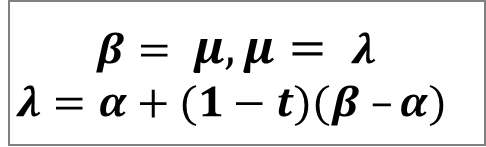 β = μ, μ = λ
λ = α + (1 − t)(β – α)